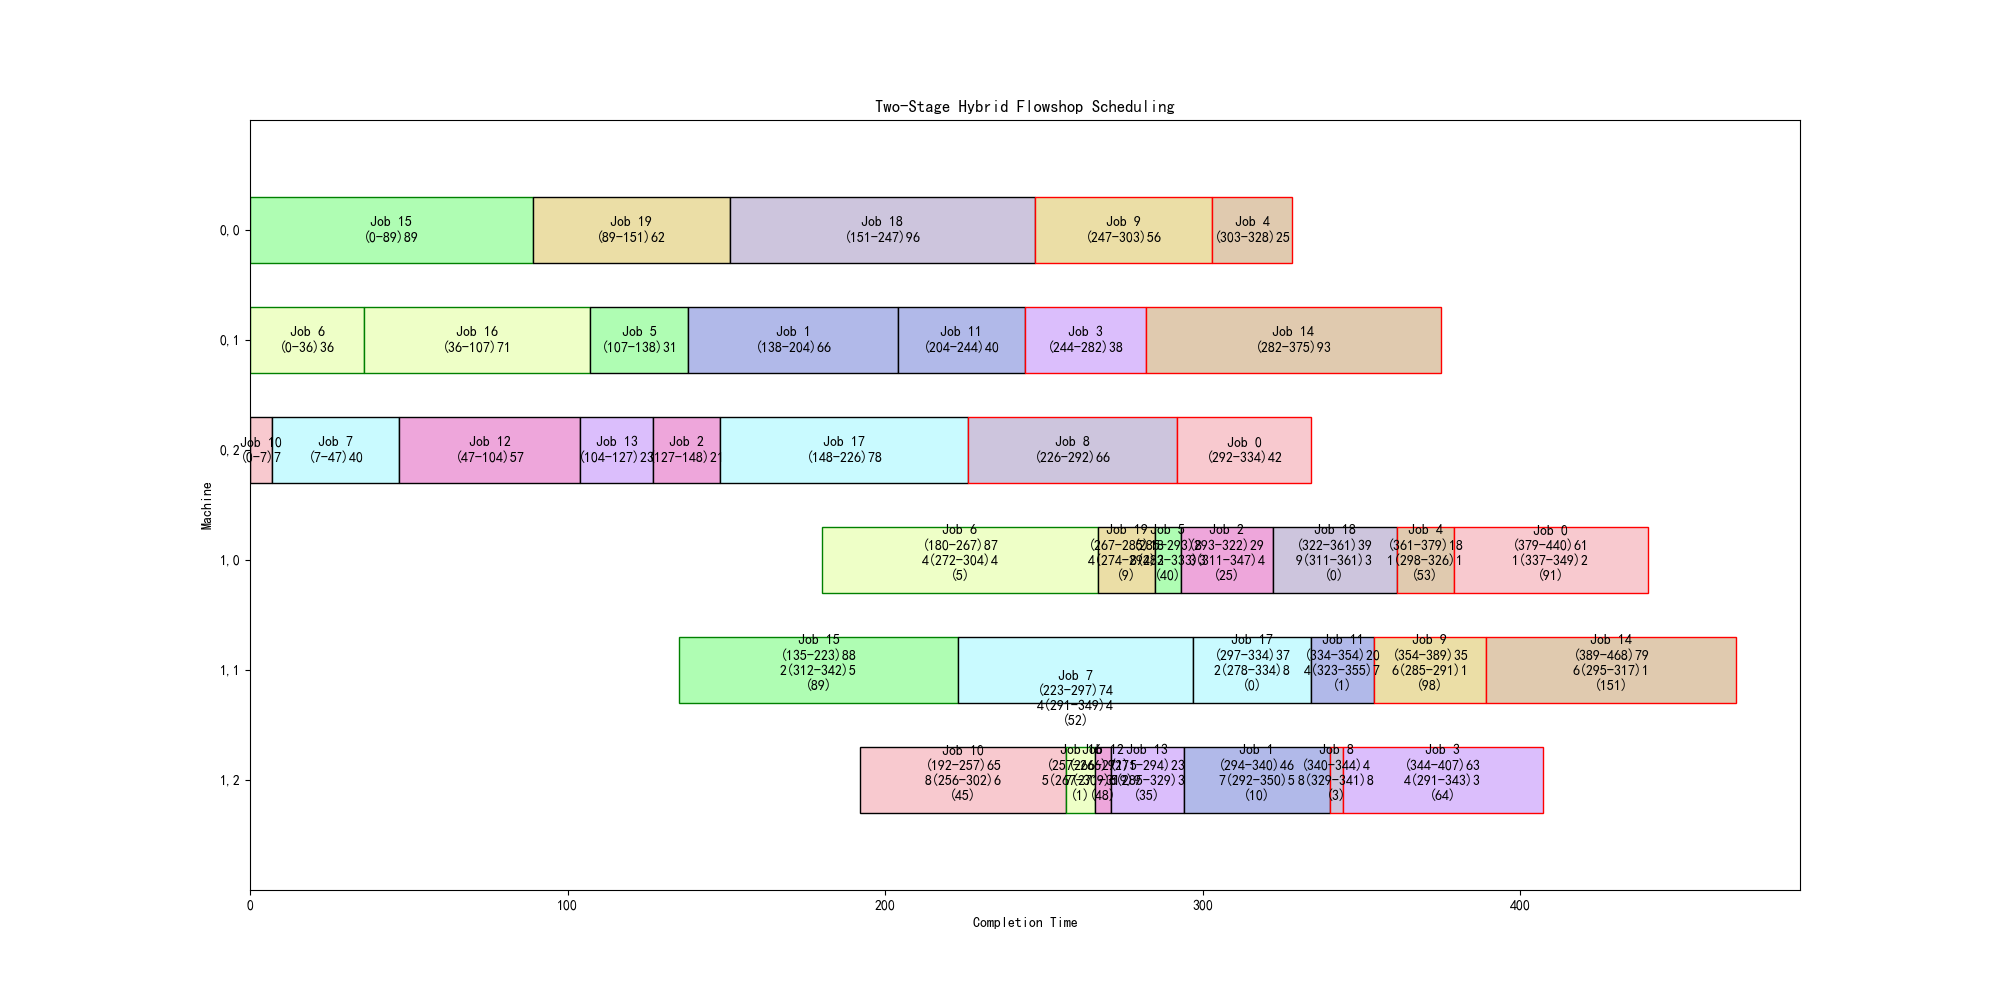 Two-Stage Hybrid Flowshop Scheduling
0,0
Job 15
(0-89)89
Job 19
(89-151)62
Job 18
(151-247)96
Job 9
(247-303)56
Job 4
(303-328)25
0,1
Job 6
(0-36)36
Job 16
(36-107)71
Job 5
(107-138)31
Job 1
(138-204)66
Job 11
(204-244)40
Job 3
(244-282)38
Job 14
(282-375)93
0,2
Job 10
(0-7)7
Job 7
(7-47)40
Job 12
(47-104)57
Job 13
(104-127)23
Job 2
(127-148)21
Job 17
(148-226)78
Job 8
(226-292)66
Job 0
(292-334)42
Machine
1,0
Job 6
(180-267)87
4(272-304)4
(5)
Job 19
(267-285)18
(9)
Job 5
(285-293)8
(40)
Job 2
(293-322)29
3(311-347)4
(25)
Job 18
(322-361)39
9(311-361)3
(0)
Job 4
(361-379)18
1(298-326)1
(53)
Job 0
(379-440)61
1(337-349)2
(91)
1,1
Job 15
(135-223)88
2(312-342)5
(89)
Job 7
(223-297)74
4(291-349)4
(52)
Job 17
(297-334)37
2(278-334)8
(0)
Job 11
(334-354)20
4(323-355)7
(1)
Job 9
(354-389)35
6(285-291)1
(98)
Job 14
(389-468)79
6(295-317)1
(151)
1,2
Job 10
(192-257)65
8(256-302)6
(45)
Job 16
(1)
Job 12
(48)
Job 13
(271-294)23
(35)
Job 1
(294-340)46
7(292-350)5
(10)
Job 8
(340-344)4
8(329-341)8
(3)
Job 3
(344-407)63
4(291-343)3
(64)
0
100
200
300
400
Completion Time